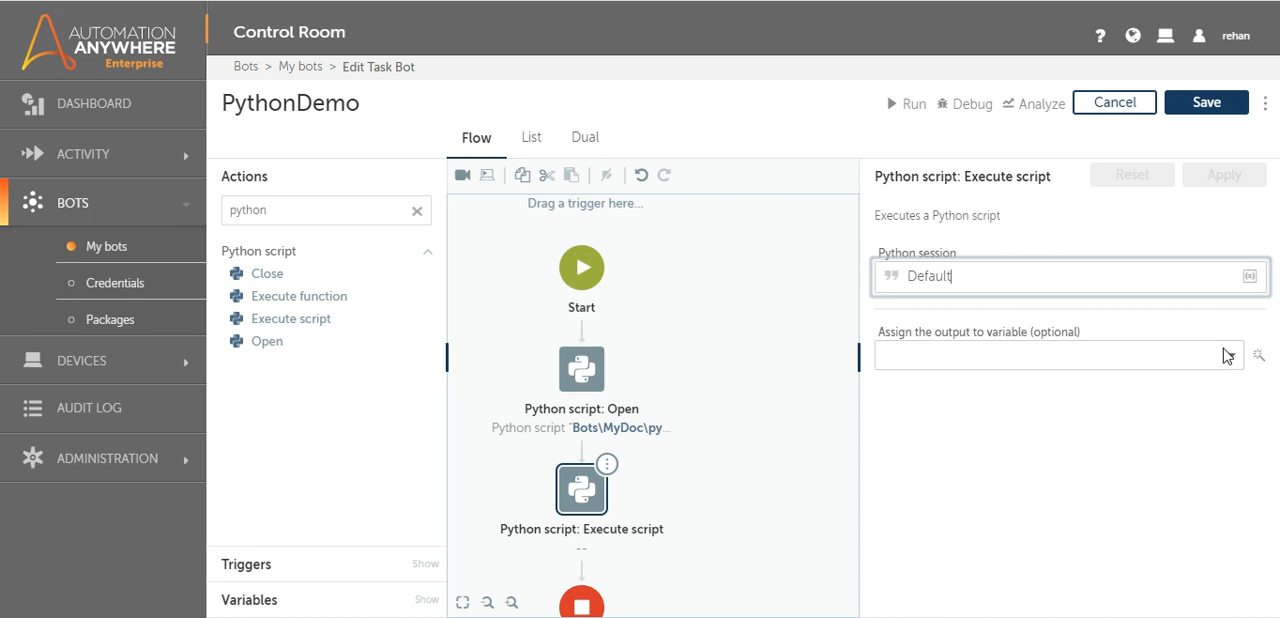 AUTOMATION
ANYWHERE
Enterprise
Control Room
? rehan
Bots > My bots > Edit Task Bot
DASHBOARD
ACTIVITY
BOTS
My bots
Credentials
Packages
DEVICES
AUDIT LOG
ADMINISTRATION
PythonDemo
Run Debug Analyze Cancel Save
Flow List Dual
Actions
python
Python script
Close
Execute function
Execute script
Open
Triggers Show
Variables Show
Drag a trigger here...
Start
Python script: Open
Python script "Bots\MyDoc\py...
Python script: Execute script
--
Python script: Execute script Reset Apply
Executes a Python script
Python session
Default (x)
Assign the output to variable (optional)